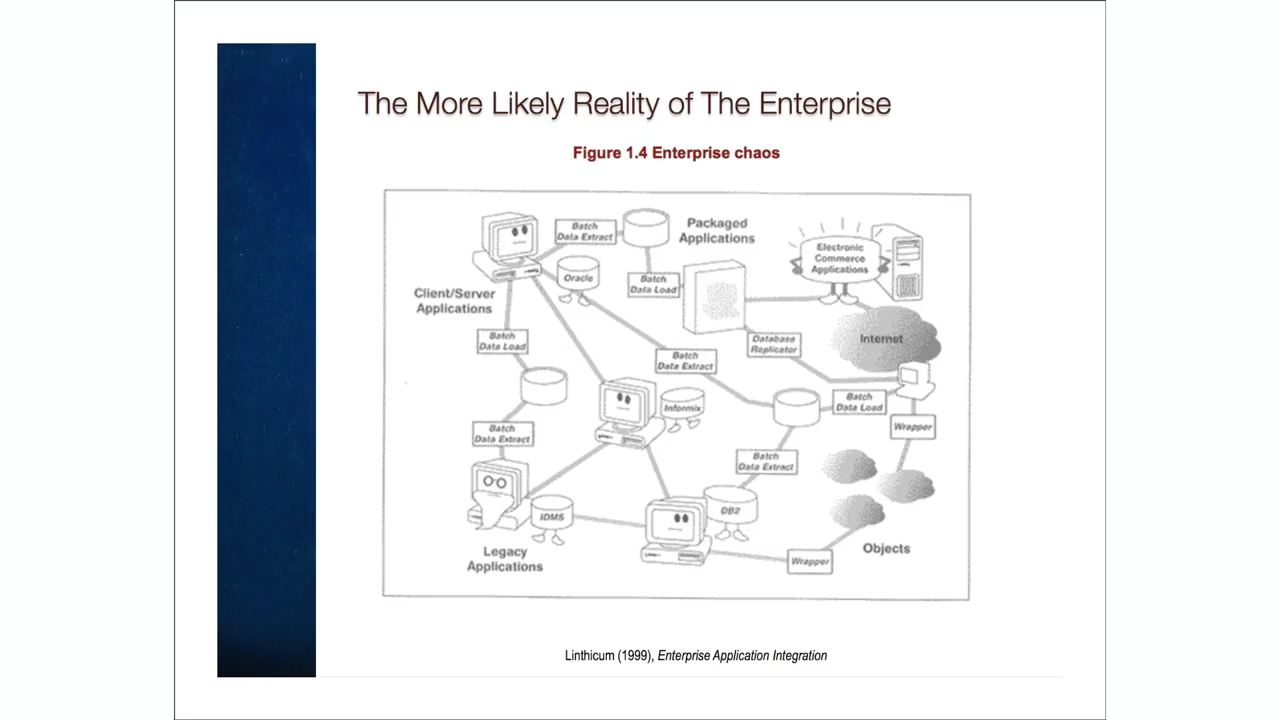 The More Likely Reality of The Enterprise
Figure 1.4 Enterprise chaos
Batch
Data Extract
Packaged
Applications
Electronic
Commerce
Applications
Oracle
Batch
Data Load
Client/Server
Applications
Batch
Data Load
Database
Replicator
Internet
Batch
Data Extract
Informix
Batch
Data Load
Batch
Data Extract
Wrapper
Batch
Data Extract
IDMS
DB2
Legacy
Applications
Wrapper
Objects
Linthicum (1999), Enterprise Application Integration